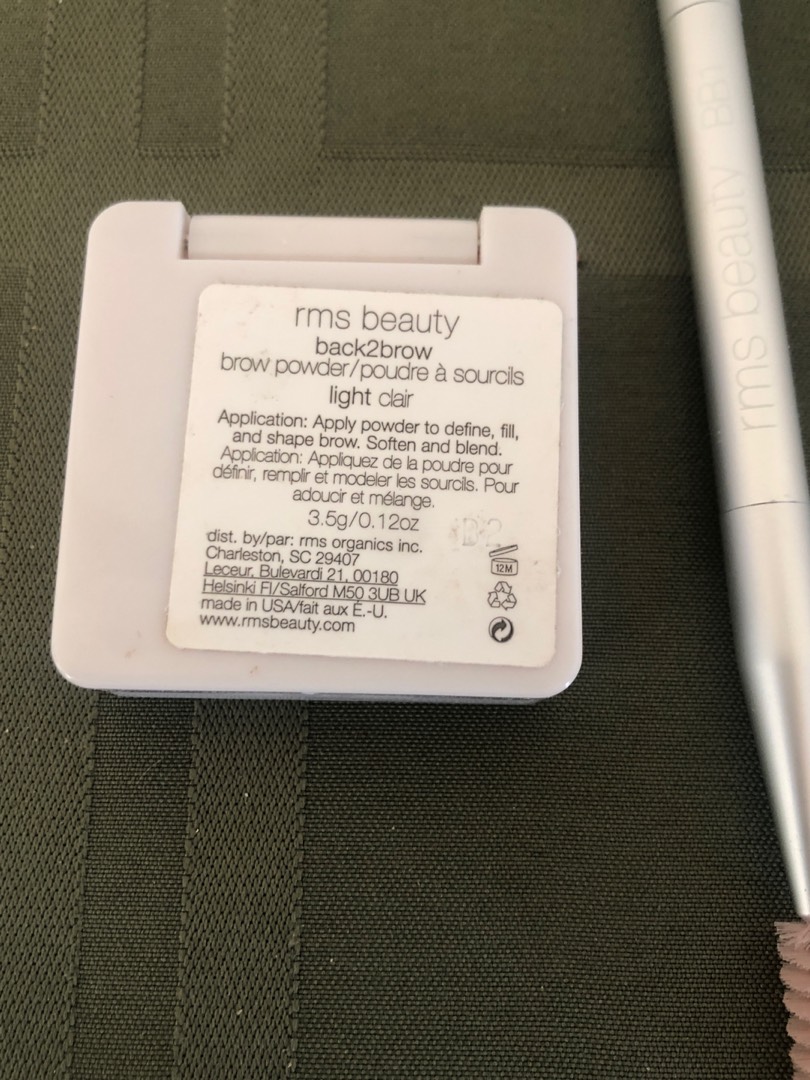 rms beauty
back2brow
brow powder/poudre à sourcils
light clair
Application: Apply powder to define, fill,
and shape brow. Soften and blend.
Application: Appliquez de la poudre pour
définir, remplir et modeler les sourcils. Pour
adoucir et mélange.
3.5g/0.12oz
dist. by/par: rms organics inc.
Charleston, SC 29407
Leceur, Bulevardi 21, 00180
Helsinki FI/Salford M50 3UB UK
made in USA/fait aux É.-U.
www.rmsbeauty.com
12M
rms beauty BB1